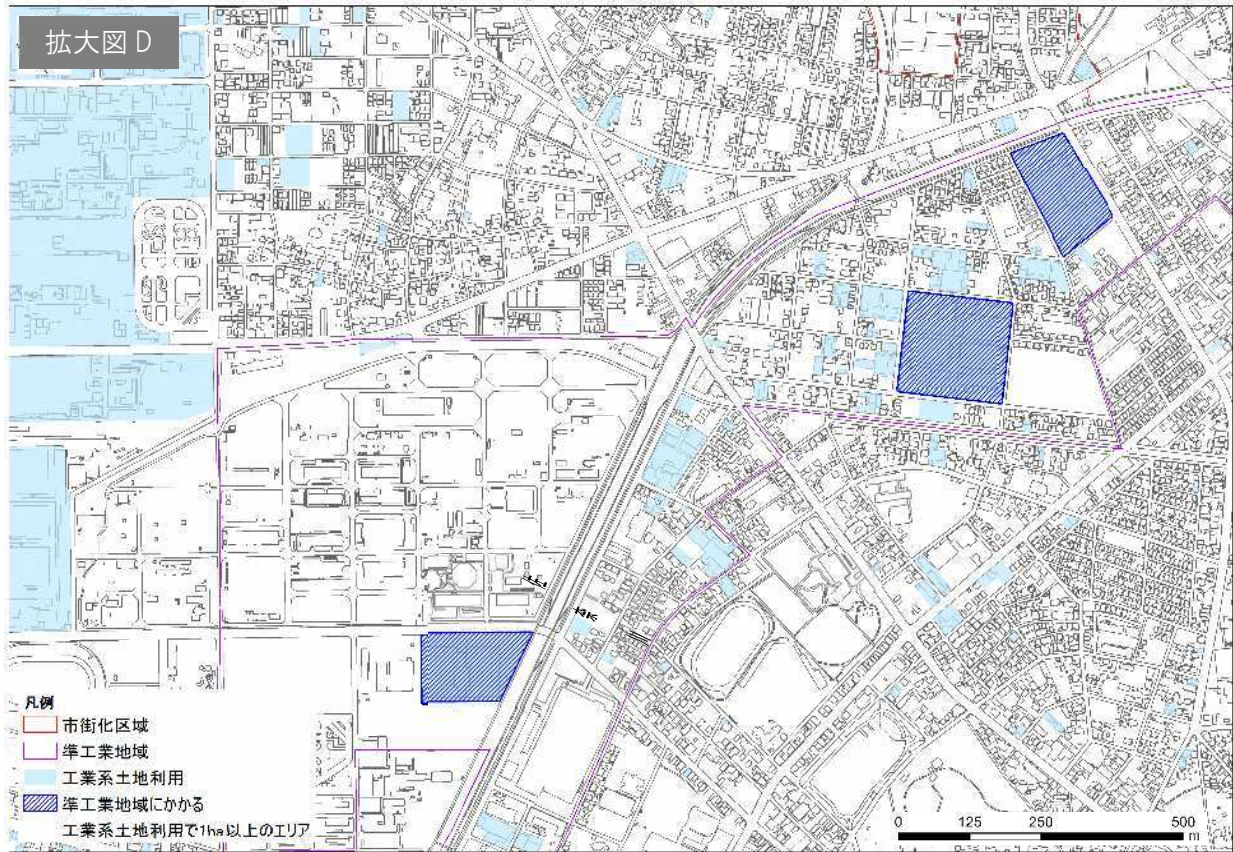 拡大図 D
凡例
市街化区域
準工業地域
工業系土地利用
準工業地域にかかる
工業系土地利用で1ha以上のエリア
0 125 250 500
m